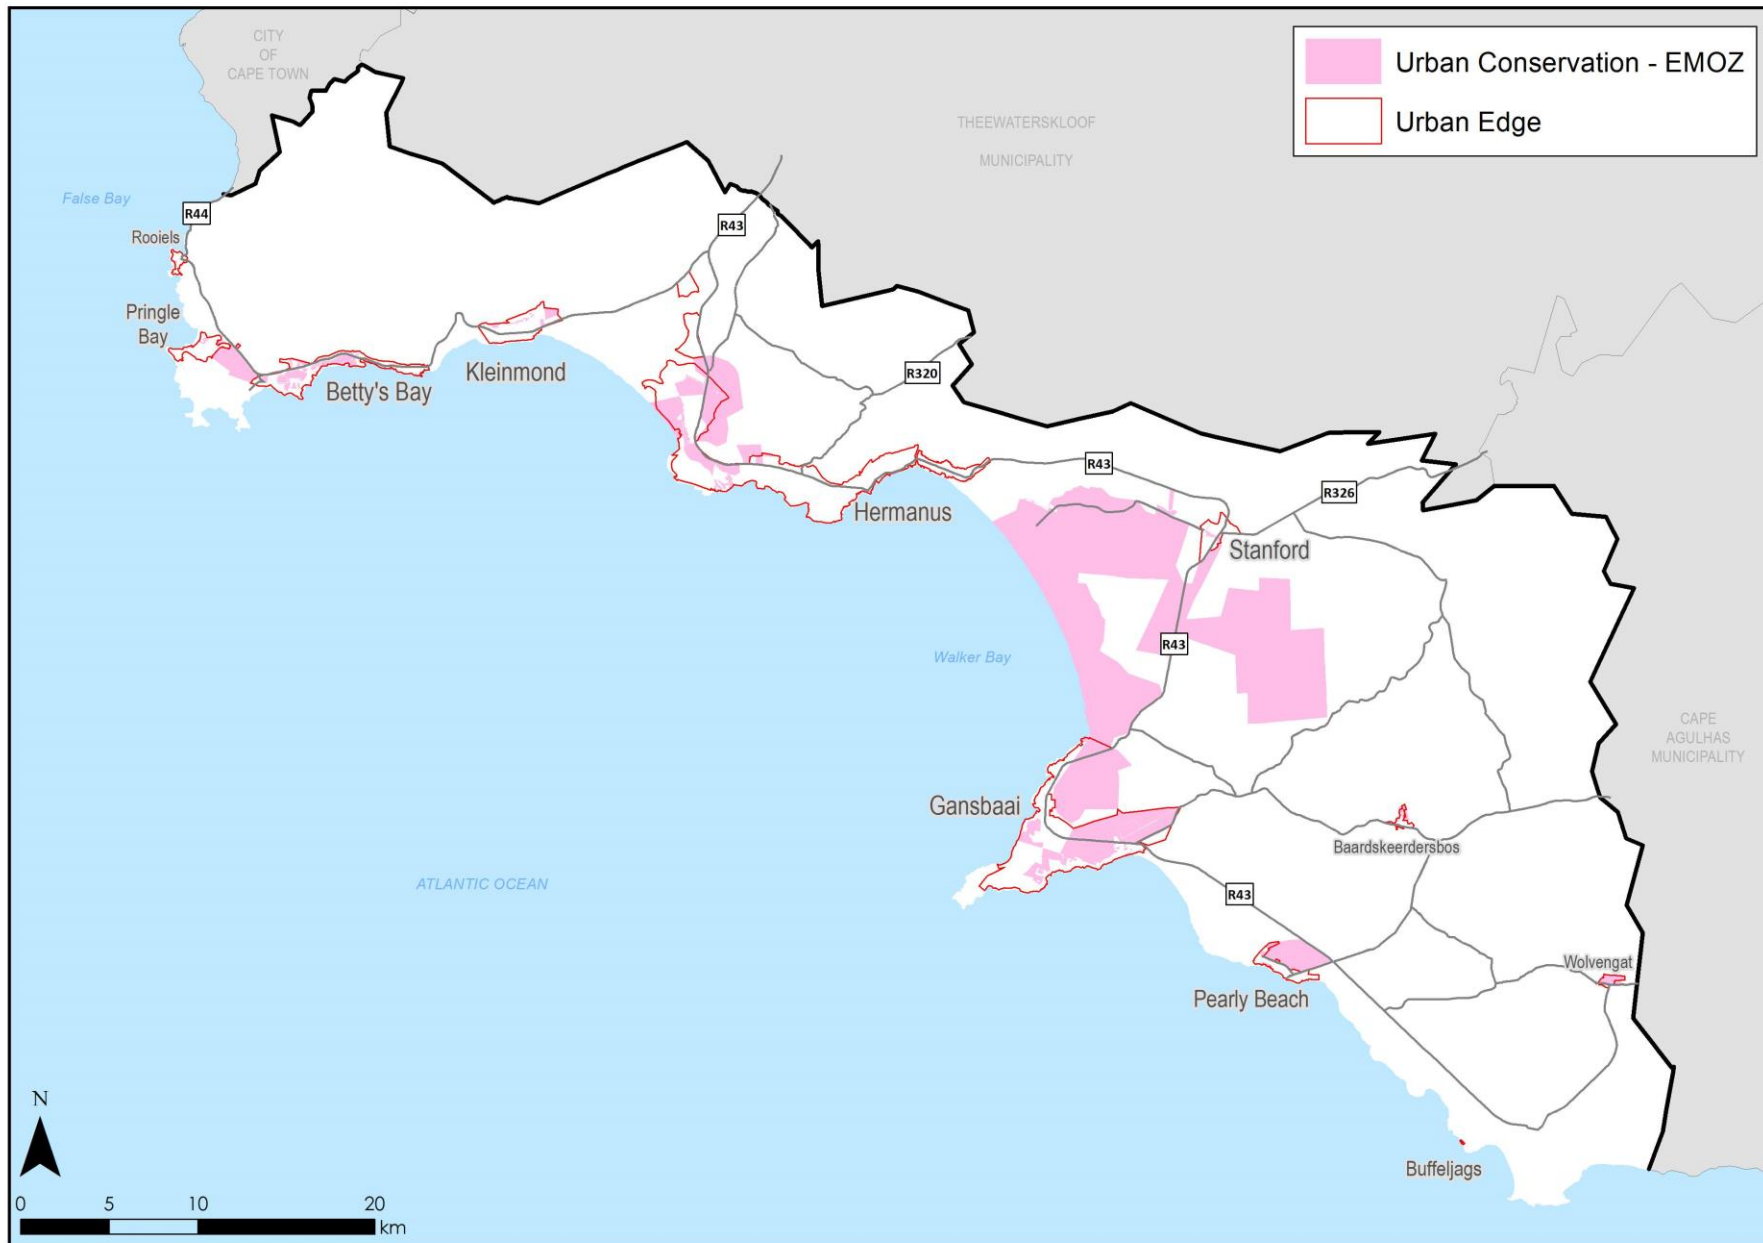 CITY
OF
CAPE TOWN
Urban Conservation - EMOZ
Urban Edge
THEEWATERSKLOOF
MUNICIPALITY
False Bay
R44
R43
Rooiels
Pringle
Bay
Betty's Bay
Kleinmond
R320
R43
R326
Hermanus
Stanford
R43
Walker Bay
CAPE
AGULHAS
MUNICIPALITY
Gansbaai
Baardskeerdersbos
ATLANTIC OCEAN
R43
Wolvengat
Pearly Beach
Buffeljags
N
0 5 10 20
km